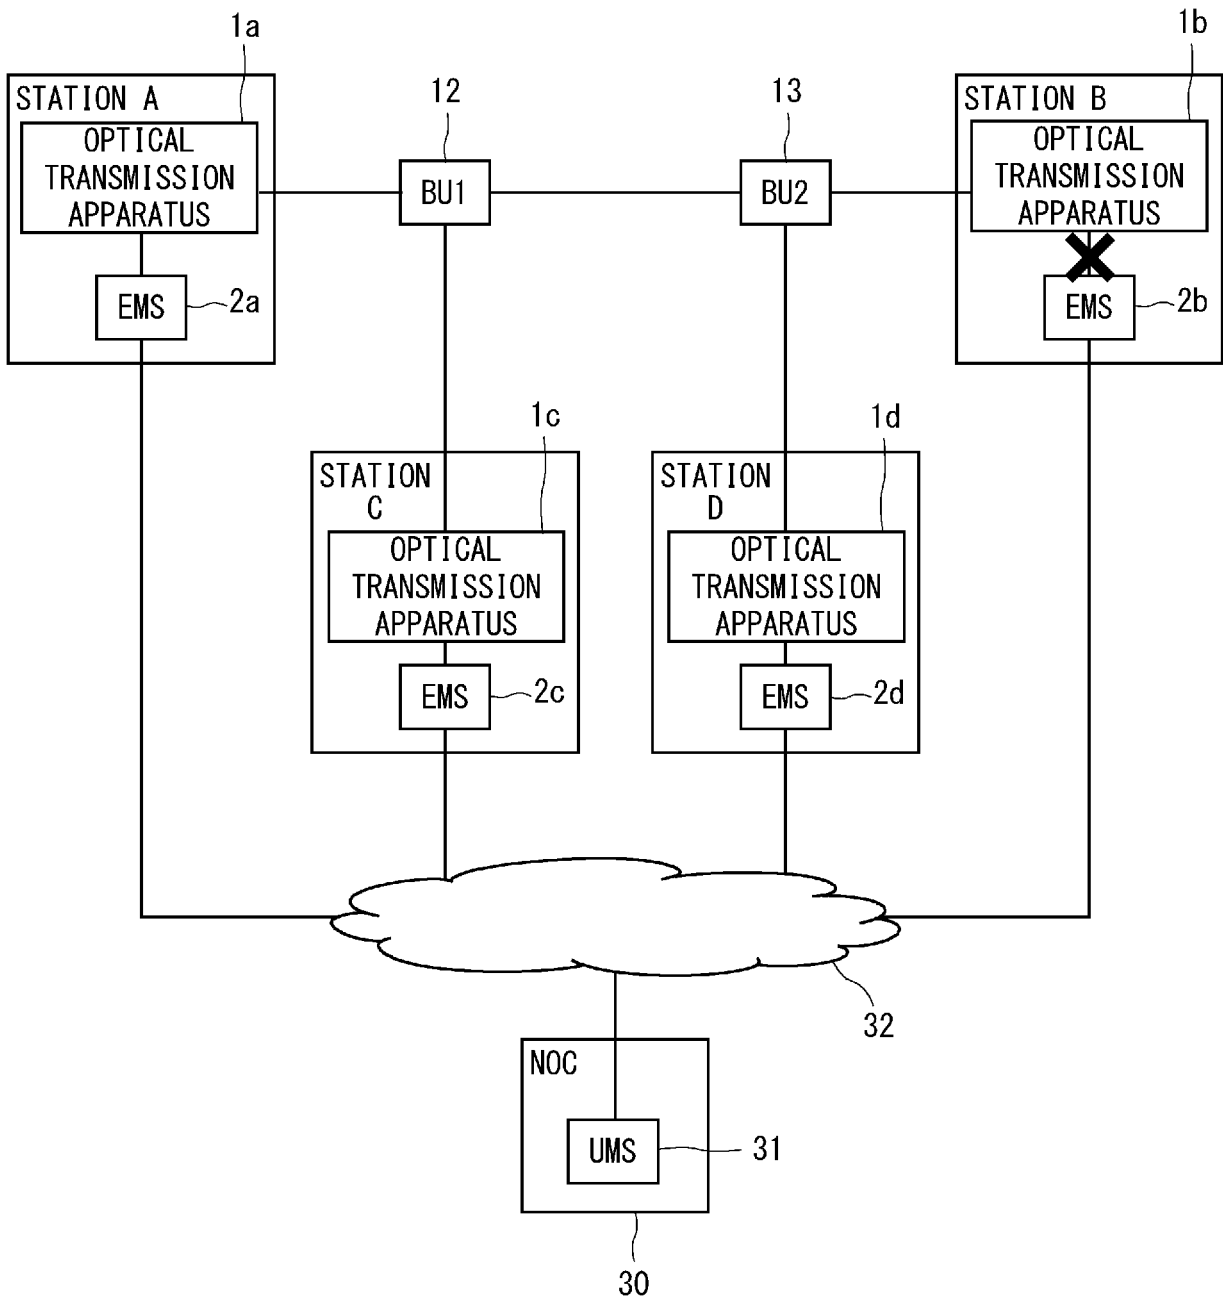 1a
1b
12
13
STATION A
STATION B
OPTICAL
TRANSMISSION
APPARATUS
BU1
BU2
OPTICAL
TRANSMISSION
APPARATUS
EMS
2a
EMS
2b
1c
1d
STATION
C
STATION
D
OPTICAL
TRANSMISSION
APPARATUS
OPTICAL
TRANSMISSION
APPARATUS
EMS
2c
EMS
2d
32
NOC
UMS
31
30